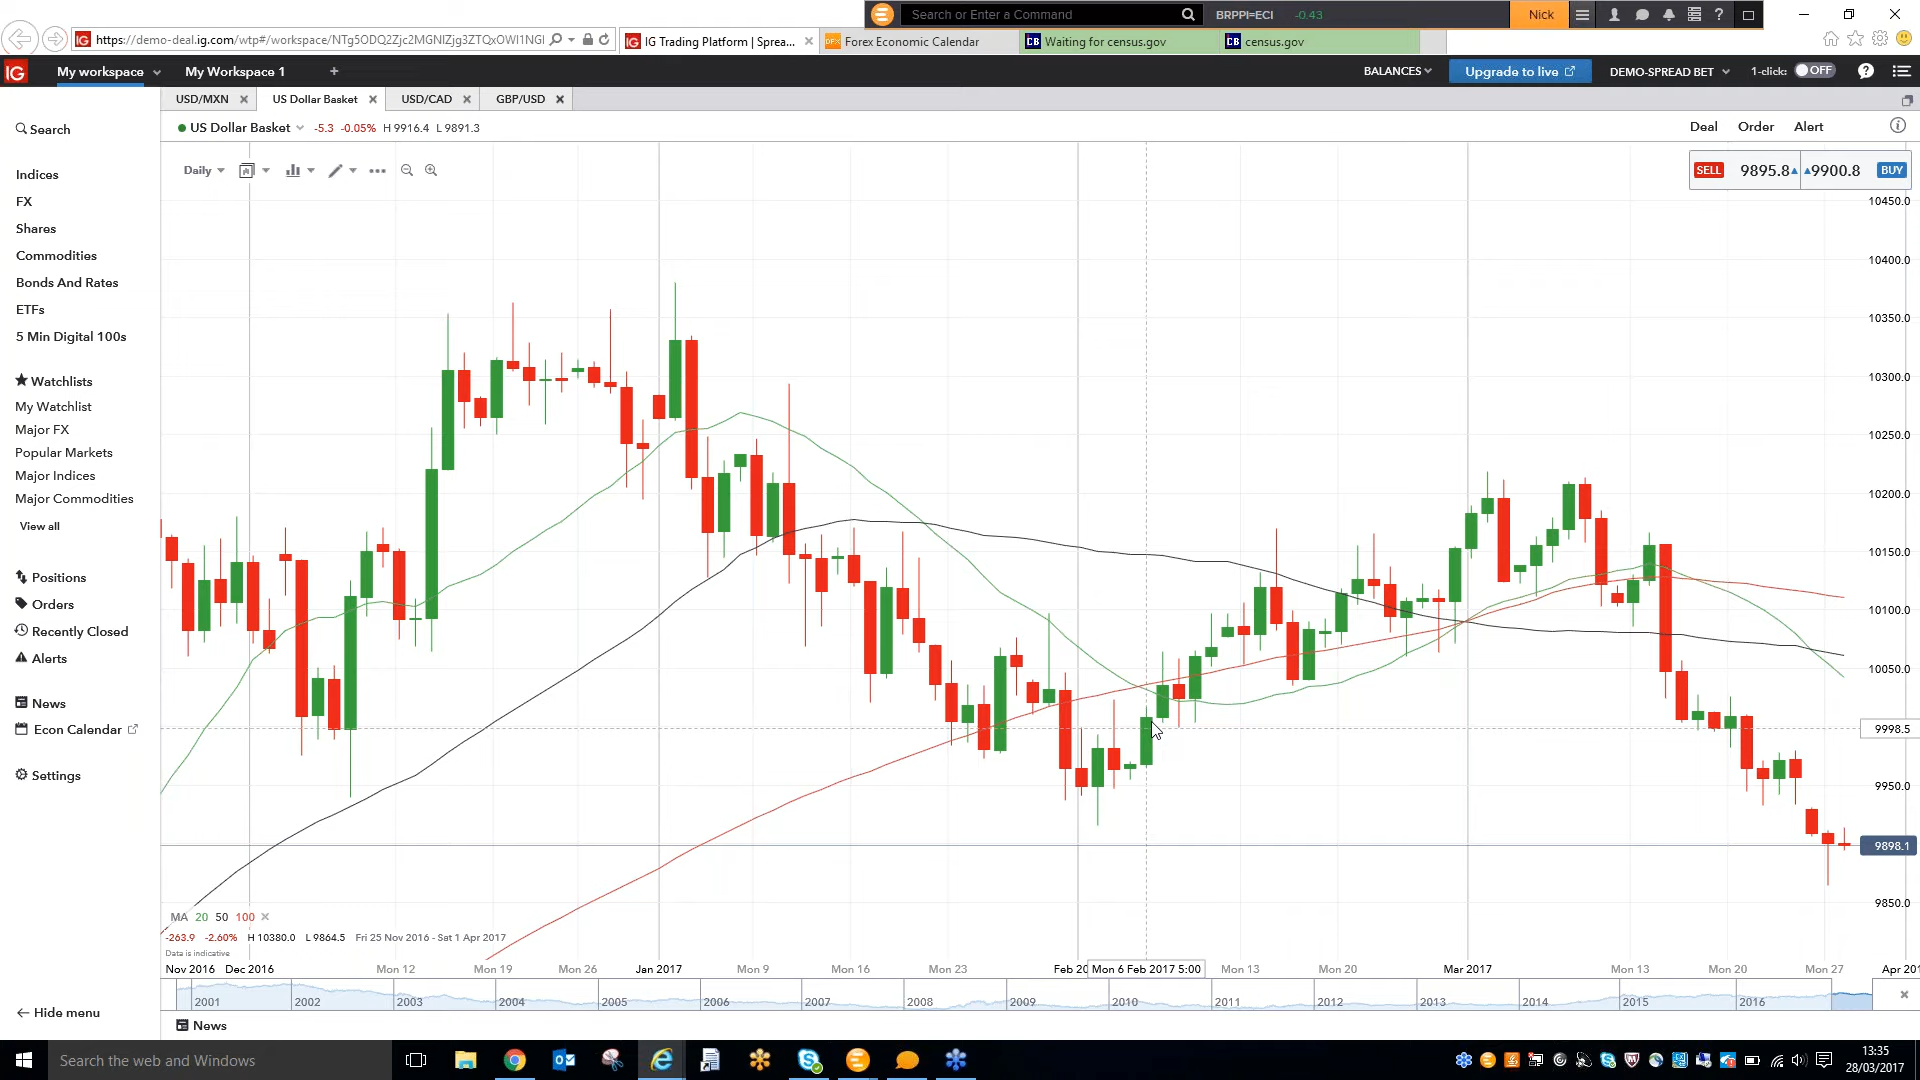 Search or Enter a Command
BRPPI=ECI -0.43
Nick
https://demo-deal.ig.com/wtp#/workspace/NTg5ODQ2Zjc2MGNIZjg3ZTQxOWI1NGI
IG IG Trading Platform | Sprea...
DFX Forex Economic Calendar
CB Waiting for census.gov
CB census.gov
IG
My workspace
My Workspace 1
+
BALANCES
Upgrade to live
DEMO-SPREAD BET
1-click: OFF
USD/MXN
US Dollar Basket
USD/CAD
GBP/USD
US Dollar Basket -5.3 -0.05% H 9916.4 L 9891.3
Deal Order Alert
Daily
SELL 9895.8 9900.8 BUY
Search
Indices
FX
Shares
Commodities
Bonds And Rates
ETFs
5 Min Digital 100s
Watchlists
My Watchlist
Major FX
Popular Markets
Major Indices
Major Commodities
View all
Positions
Orders
Recently Closed
Alerts
News
Econ Calendar
Settings
Hide menu
10450.0
10400.0
10350.0
10300.0
10250.0
10200.0
10150.0
10100.0
10050.0
9998.5
9950.0
9898.1
9850.0
MA 20 50 100
-263.9 -2.60% H 10380.0 L 9864.5 Fri 25 Nov 2016 - Sat 1 Apr 2017
Data is indicative
Nov 2016 Dec 2016 Mon 12 Mon 19 Mon 26 Jan 2017 Mon 9 Mon 16 Mon 23 Feb 20 Mon 6 Feb 2017 5:00 Mon 13 Mon 20 Mar 2017 Mon 13 Mon 20 Mon 27 Apr 201
2001 2002 2003 2004 2005 2006 2007 2008 2009 2010 2011 2012 2013 2014 2015 2016
News
Search the web and Windows
13:35
28/03/2017